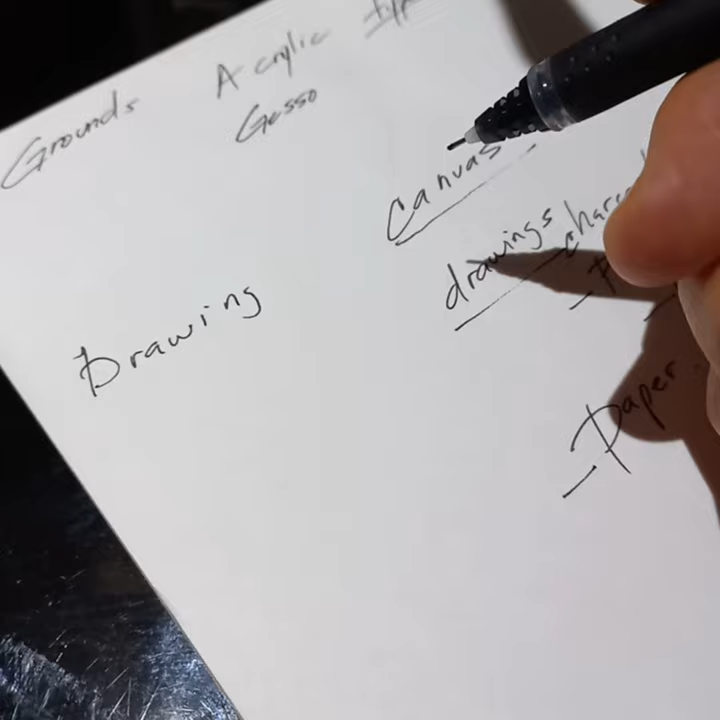 Grounds Acrylic
Gesso
Canvas
drawings
Drawing
- Paper